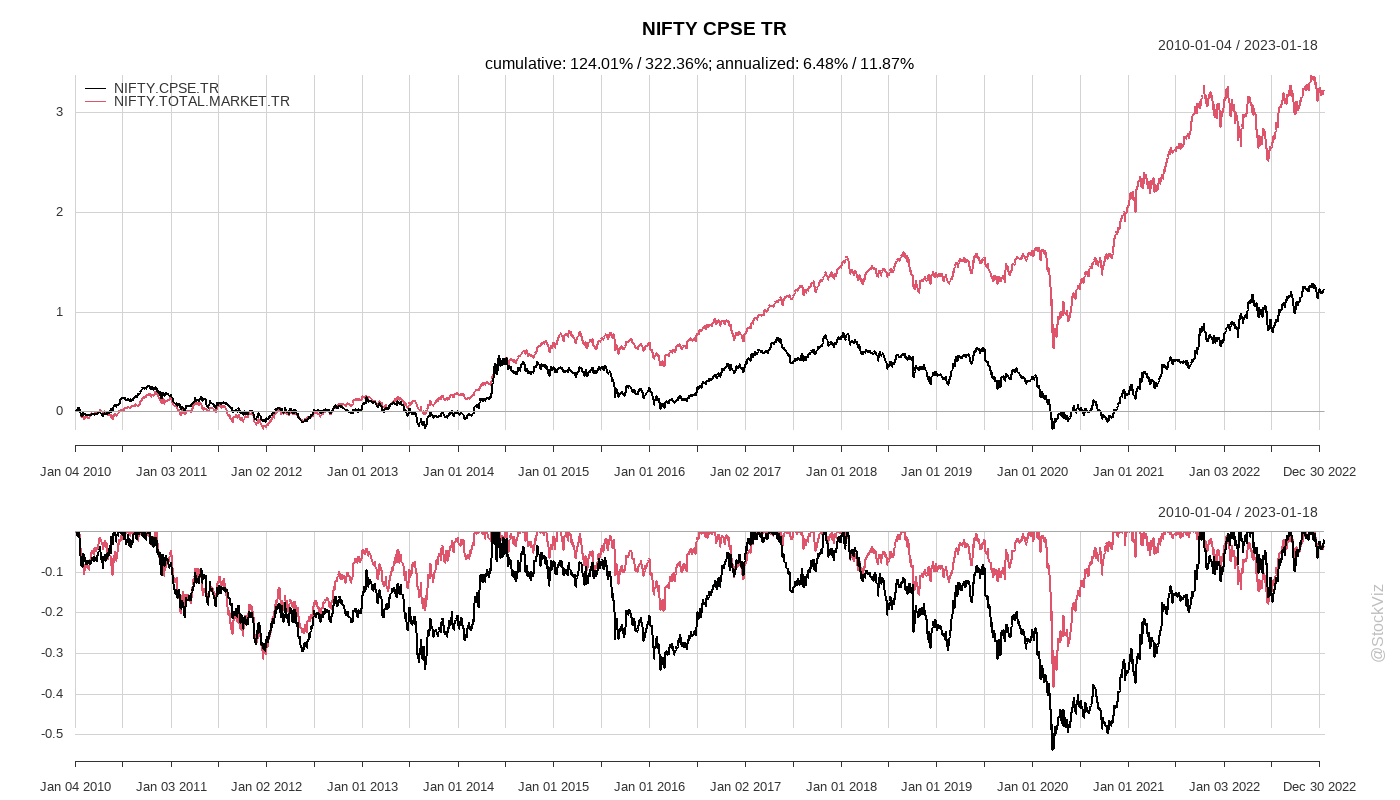 NIFTY CPSE TR
2010-01-04 / 2023-01-18
cumulative: 124.01% / 322.36%; annualized: 6.48% / 11.87%
NIFTY.CPSE.TR
NIFTY.TOTAL.MARKET.TR
3
2
1
0
Jan 04 2010 Jan 03 2011 Jan 02 2012 Jan 01 2013 Jan 01 2014 Jan 01 2015 Jan 01 2016 Jan 02 2017 Jan 01 2018 Jan 01 2019 Jan 01 2020 Jan 01 2021 Jan 03 2022 Dec 30 2022
2010-01-04 / 2023-01-18
-0.1
-0.2
-0.3
-0.4
-0.5
Jan 04 2010 Jan 03 2011 Jan 02 2012 Jan 01 2013 Jan 01 2014 Jan 01 2015 Jan 01 2016 Jan 02 2017 Jan 01 2018 Jan 01 2019 Jan 01 2020 Jan 01 2021 Jan 03 2022 Dec 30 2022
@StockViz